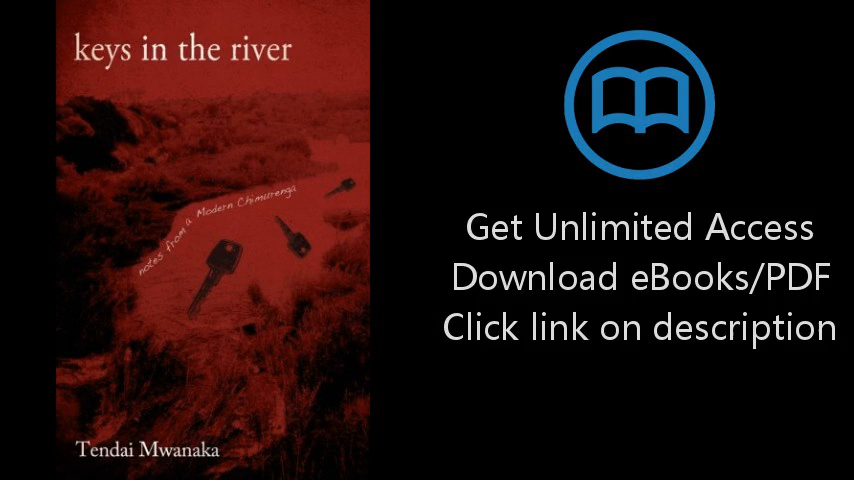 keys in the river
notes from a Modern Chimurenga
Tendai Mwanaka
Get Unlimited Access
Download eBooks/PDF
Click link on description